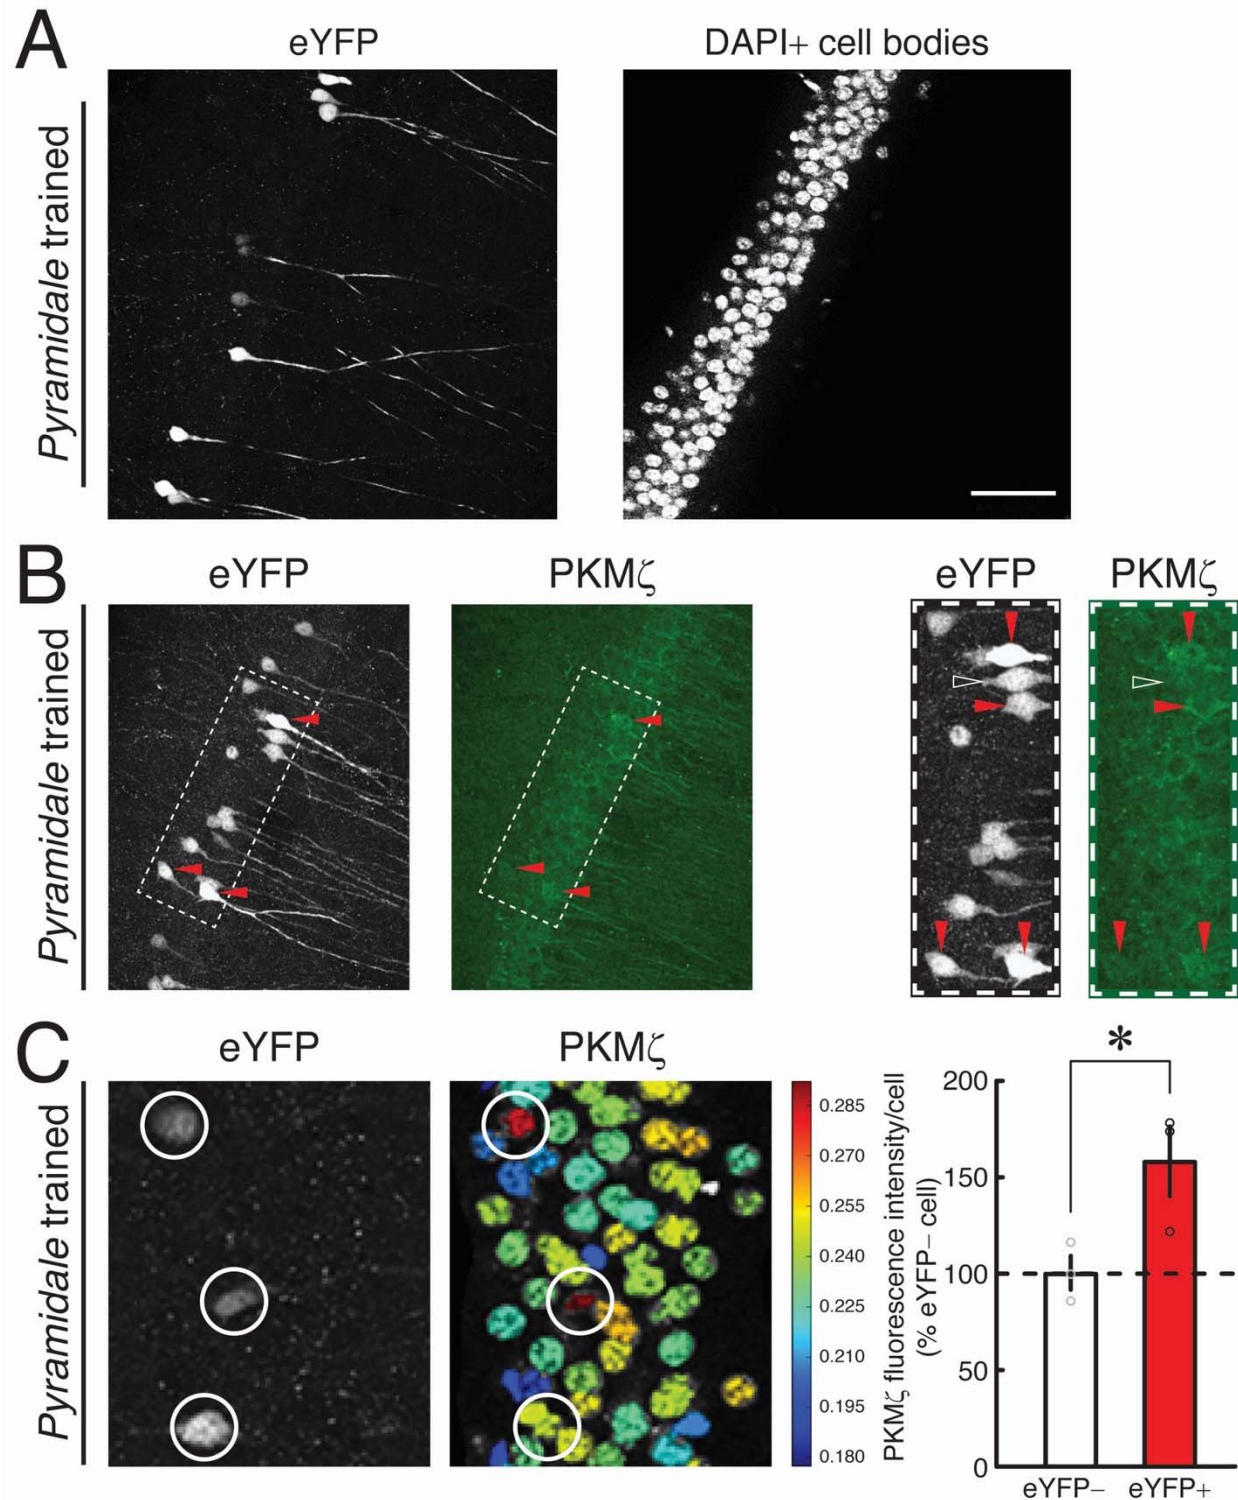 A
eYFP
DAPI+ cell bodies
Pyramidale trained
B
eYFP
PKMζ
eYFP
PKMζ
Pyramidale trained
C
eYFP
PKMζ
Pyramidale trained
0.285
0.270
0.255
0.240
0.225
0.210
0.195
0.180
PKMζ fluorescence intensity/cell
(% eYFP− cell)
*
200
150
100
50
0
eYFP−
eYFP+